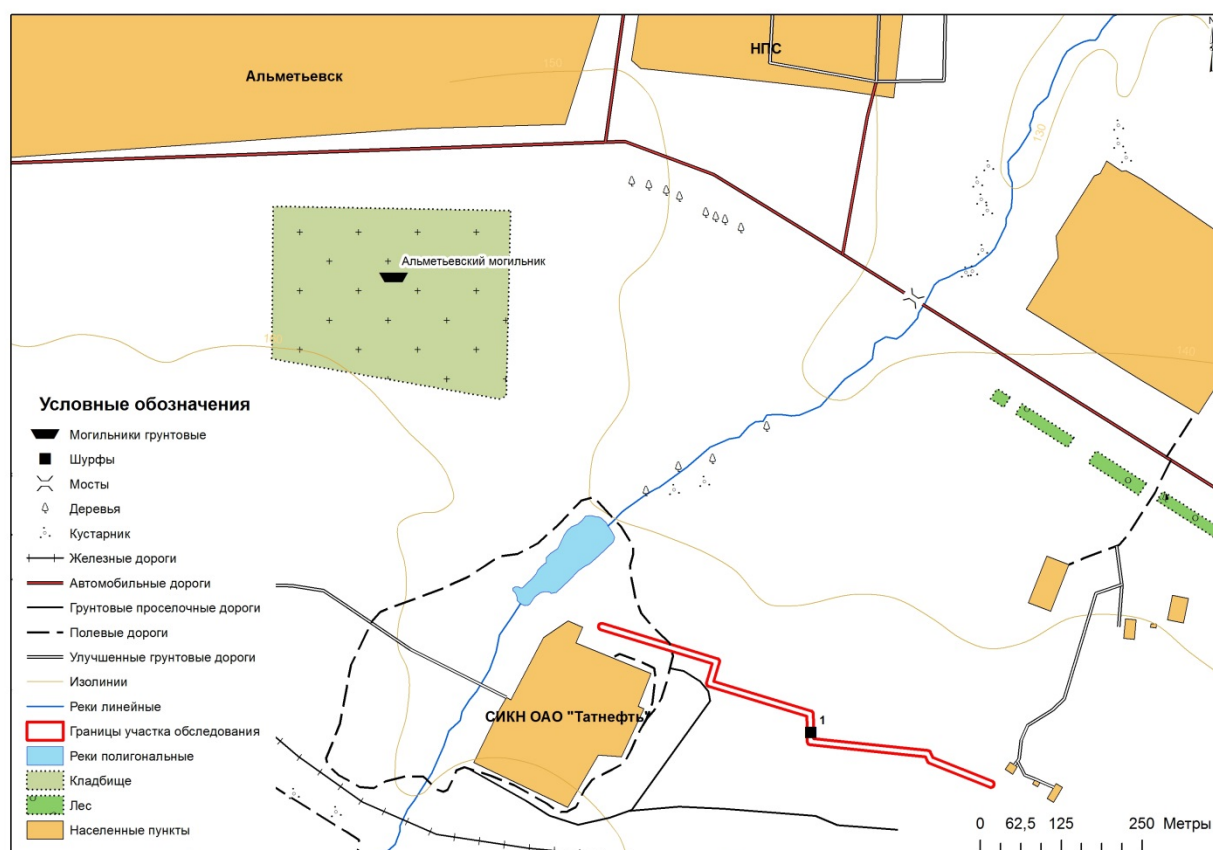 N
НПС
Альметьевск
150
130
Альметьевский могильник
140
Условные обозначения
Могильники грунтовые
Шурфы
Мосты
Деревья
Кустарник
Железные дороги
Автомобильные дороги
Грунтовые проселочные дороги
Полевые дороги
Улучшенные грунтовые дороги
Изолинии
Реки линейные
Границы участка обследования
Реки полигональные
Кладбище
Лес
Населенные пункты
СИКН ОАО "Татнефть"
1
0 62,5 125 250 Метры